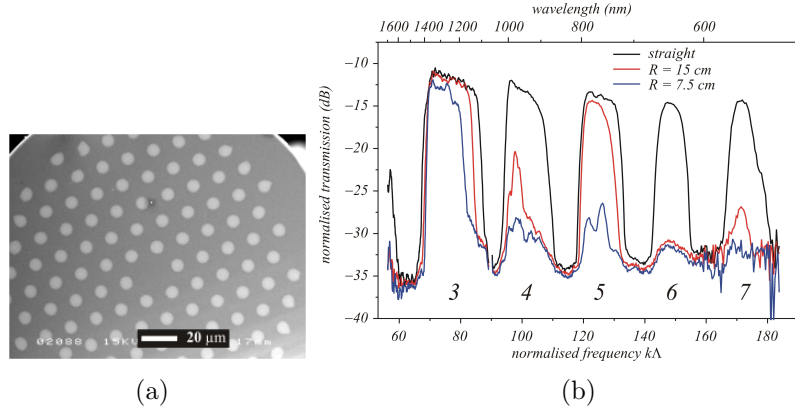 wavelength (nm)
1600 1400 1200 1000 800 600
straight
R = 15 cm
R = 7.5 cm
normalised transmission (dB)
−10
−15
−20
−25
−30
−35
−40
3 4 5 6 7
60 80 100 120 140 160 180
normalised frequency kΛ
20 µm
02088 15KV 17mm
(a) (b)